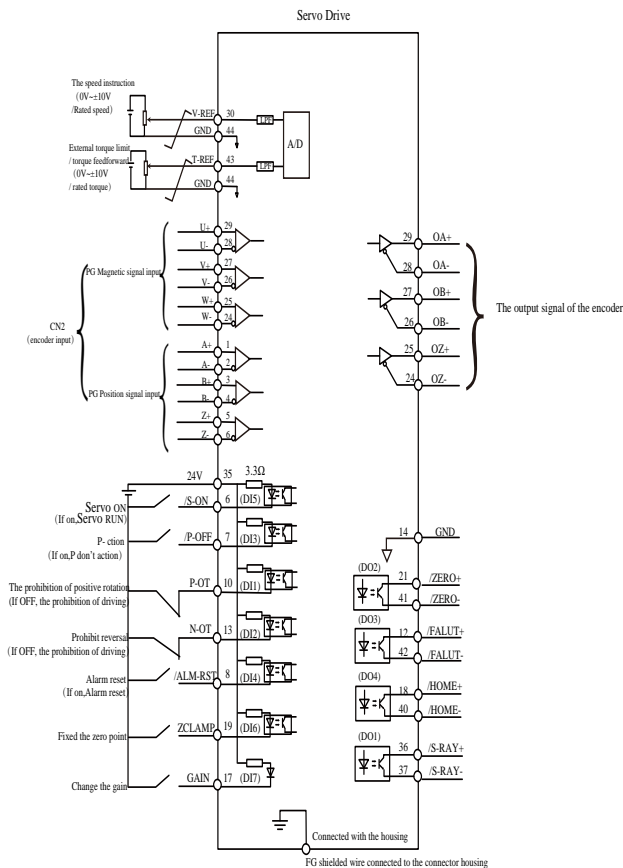 Servo Drive
The speed instruction
(0V~±10V
/Rated speed)
V-REF 30 LPF
GND 44
A/D
External torque limit
/ torque feedforward
(0V~±10V
/ rated torque)
T-REF 43 LPF
GND 44
U+ 29
U- 28
PG Magnetic signal input
V+ 27
V- 26
W+ 25
W- 24
CN2
(encoder input)
A+ 1
A- 2
PG Position signal input
B+ 3
B- 4
Z+ 5
Z- 6
29 OA+
28 OA-
27 OB+
The output signal of the encoder
26 OB-
25 OZ+
24 OZ-
24V 35 3.3Ω
Servo ON
(If on,Servo RUN)
/S-ON 6 (DI5)
P- ction
(If on,P don't action)
/P-OFF 7 (DI3)
The prohibition of positive rotation
(If OFF, the prohibition of driving)
P-OT 10 (DI1)
Prohibit reversal
(If OFF, the prohibition of driving)
N-OT 13 (DI2)
Alarm reset
(If on,Alarm reset)
/ALM-RST 8 (DI4)
Fixed the zero point
ZCLAMP 19 (DI6)
Change the gain
GAIN 17 (DI7)
14 GND
(DO2)
21 /ZERO+
41 /ZERO-
(DO3)
12 /FALUT+
42 /FALUT-
(DO4)
18 /HOME+
40 /HOME-
(DO1)
36 /S-RAY+
37 /S-RAY-
Connected with the housing
FG shielded wire connected to the connector housing